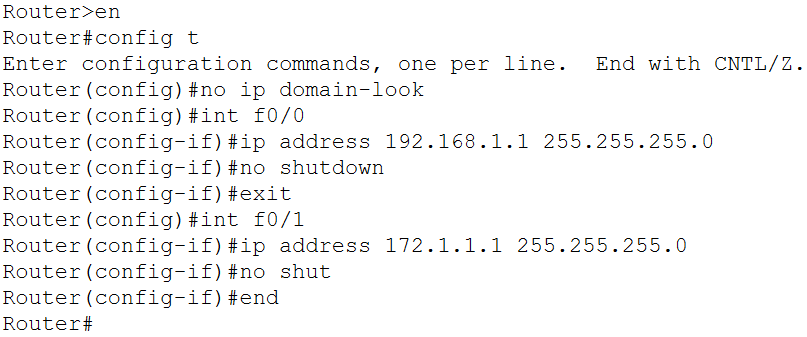 Router>en
Router#config t
Enter configuration commands, one per line.  End with CNTL/Z.
Router(config)#no ip domain-look
Router(config)#int f0/0
Router(config-if)#ip address 192.168.1.1 255.255.255.0
Router(config-if)#no shutdown
Router(config-if)#exit
Router(config)#int f0/1
Router(config-if)#ip address 172.1.1.1 255.255.255.0
Router(config-if)#no shut
Router(config-if)#end
Router#